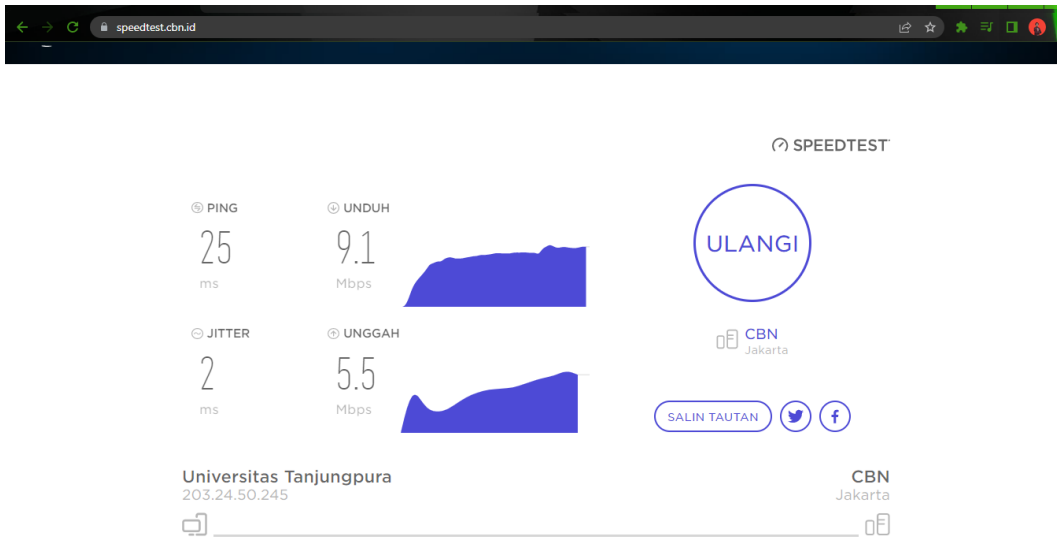 speedtest.cbn.id
SPEEDTEST
PING
25
ms
UNDUH
9.1
Mbps
ULANGI
JITTER
2
ms
UNGGAH
5.5
Mbps
CBN
Jakarta
SALIN TAUTAN
Universitas Tanjungpura
203.24.50.245
CBN
Jakarta